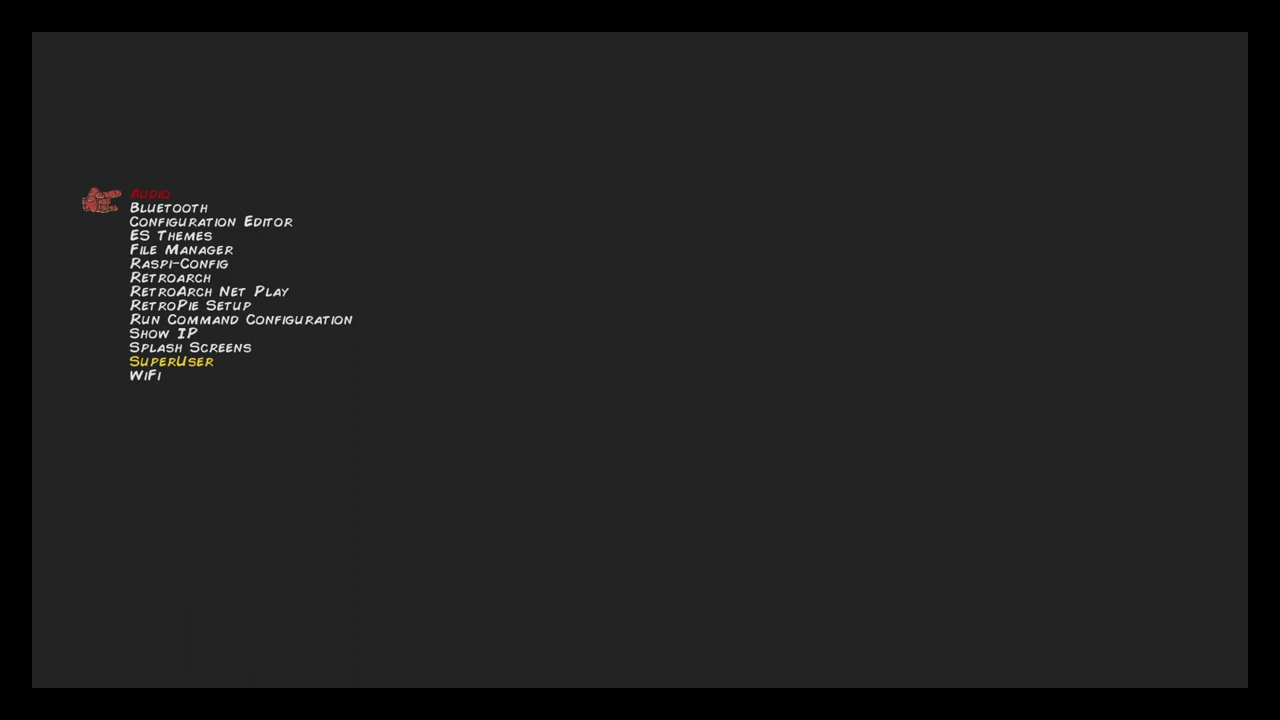 Audio
Bluetooth
Configuration Editor
ES Themes
File Manager
Raspi-Config
Retroarch
RetroArch Net Play
RetroPie Setup
Run Command Configuration
Show IP
Splash Screens
SuperUser
WiFi